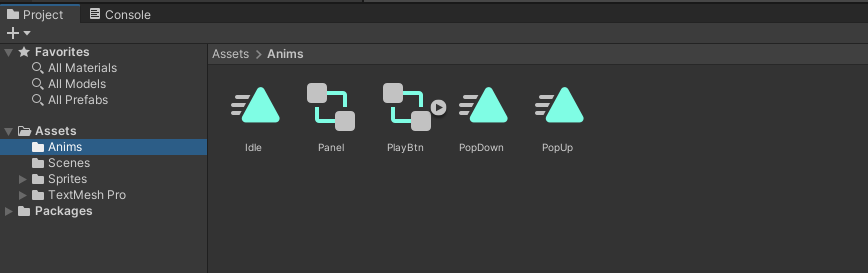 Project
Console
Favorites
All Materials
All Models
All Prefabs
Assets
Anims
Scenes
Sprites
TextMesh Pro
Packages
Assets > Anims
Idle
Panel
PlayBtn
PopDown
PopUp